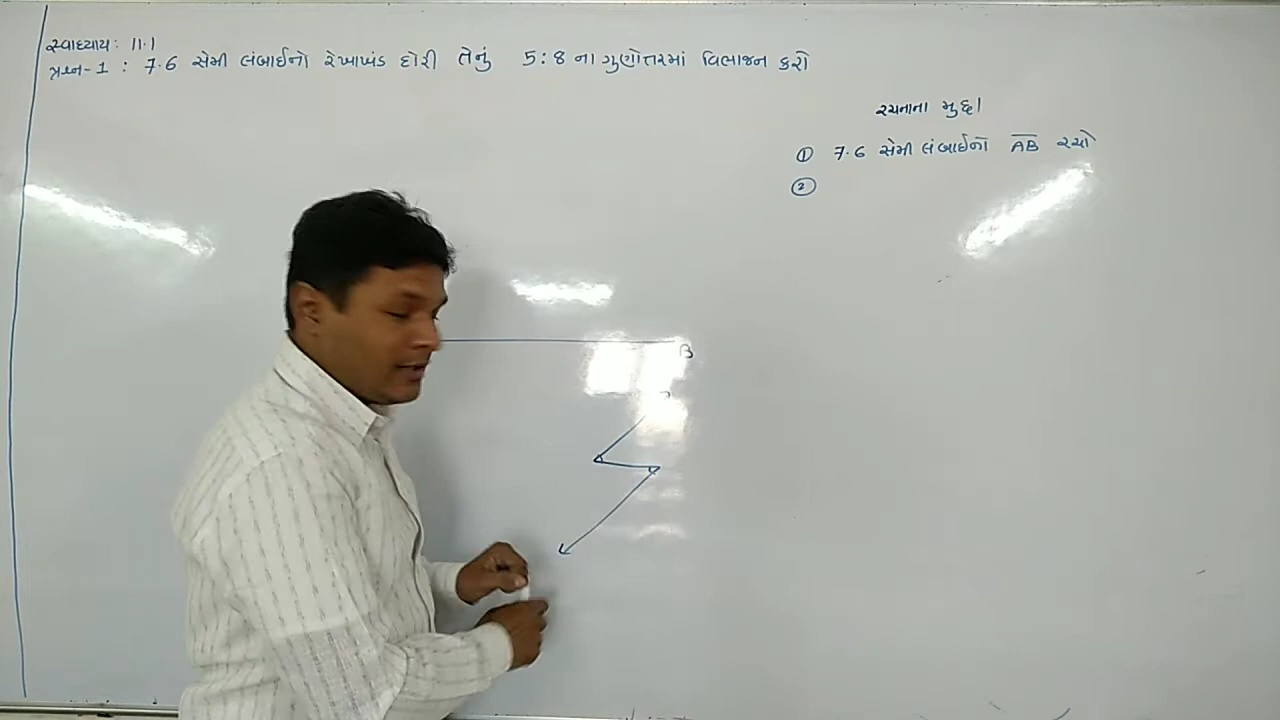 સ્વાધ્યાય: 11.1
પ્રશ્ન-1 : 7.6 સેમી લંબાઈનો રેખાખંડ દોરી તેનું 5:8 ના ગુણોત્તરમાં વિભાજન કરો
રચનાના મુદ્દા
① 7.6 સેમી લંબાઈનો A̅B̅ રચો
②
B